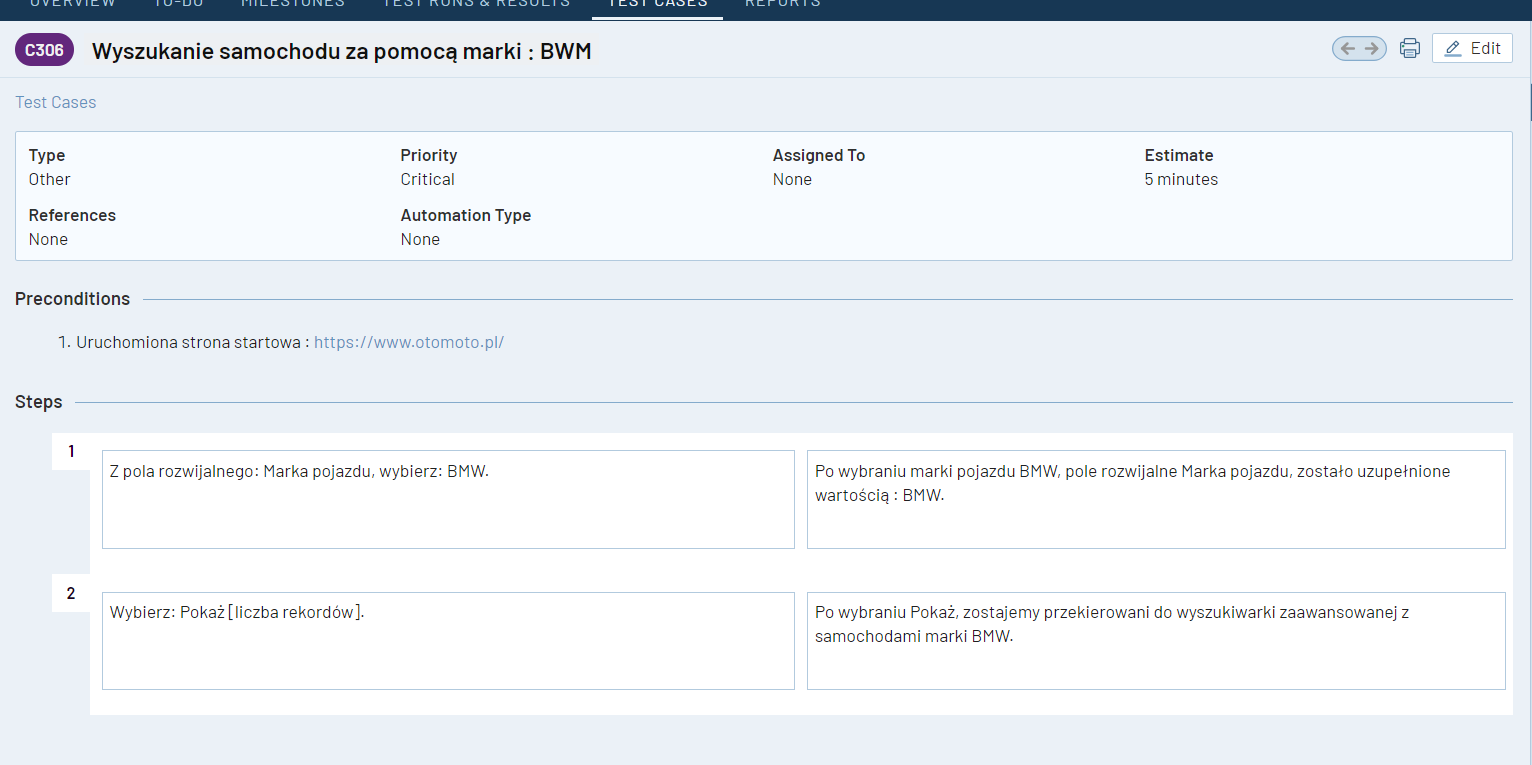 OVERVIEW TO-DO MILESTONES TEST RUNS & RESULTS TEST CASES REPORTS
C306 Wyszukanie samochodu za pomocą marki : BWM Edit
Test Cases
Type Priority Assigned To Estimate
Other Critical None 5 minutes
References Automation Type
None None
Preconditions
1. Uruchomiona strona startowa : https://www.otomoto.pl/
Steps
1
Z pola rozwijalnego: Marka pojazdu, wybierz: BMW.
Po wybraniu marki pojazdu BMW, pole rozwijalne Marka pojazdu, zostało uzupełnione
wartością : BMW.
2
Wybierz: Pokaż [liczba rekordów].
Po wybraniu Pokaż, zostajemy przekierowani do wyszukiwarki zaawansowanej z
samochodami marki BMW.